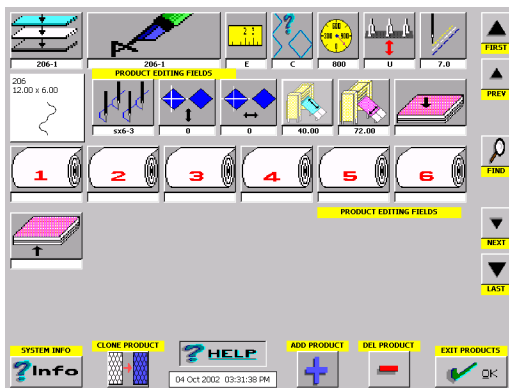 206-1
206-1
E
C
800
U
7.0
FIRST
PRODUCT EDITING FIELDS
206
12.00 x 6.00
sx6-3
0
0
40.00
72.00
PREV
1
2
3
4
5
6
FIND
PRODUCT EDITING FIELDS
NEXT
LAST
SYSTEM INFO
CLONE PRODUCT
? HELP
ADD PRODUCT
DEL PRODUCT
EXIT PRODUCTS
?Info
04 Oct 2002 03:31:38 PM
OK